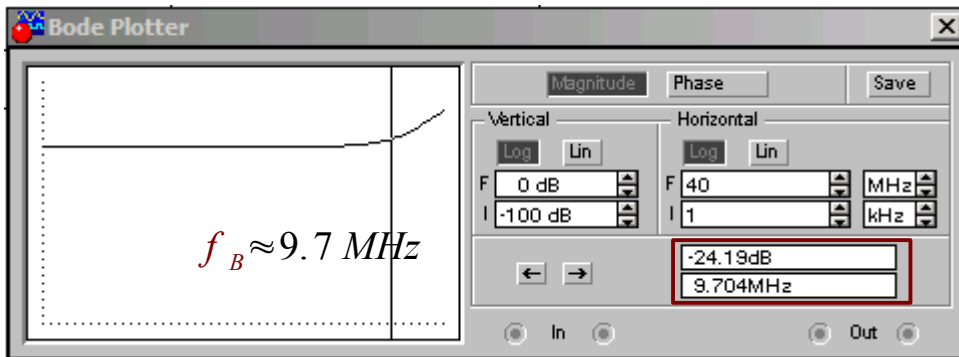 Bode Plotter
Magnitude Phase Save
Vertical Horizontal
Log Lin Log Lin
F 0 dB F 40 MHz
I -100 dB I 1 kHz
f B ≈ 9.7 MHz
← →
-24.19dB
9.704MHz
In Out